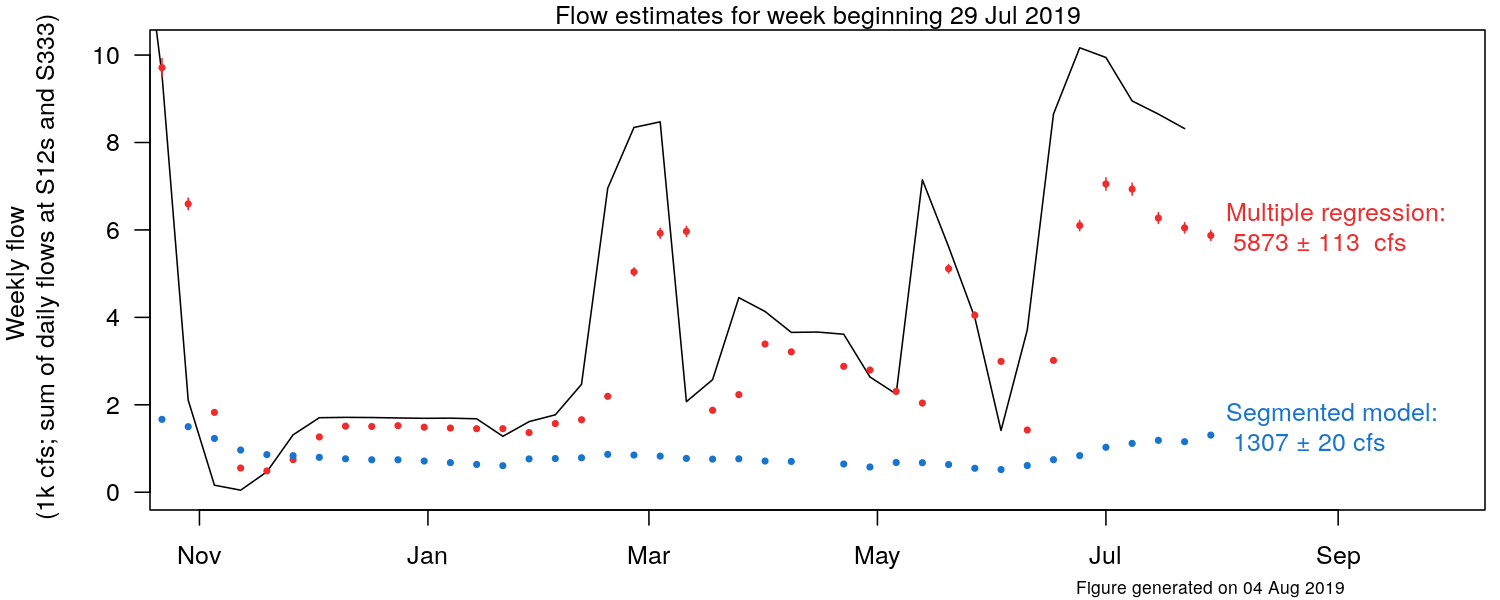 Flow estimates for week beginning 29 Jul 2019
Weekly flow
(1k cfs; sum of daily flows at S12s and S333)
10
8
6
4
2
0
Multiple regression:
5873 ± 113 cfs
Segmented model:
1307 ± 20 cfs
Nov Jan Mar May Jul Sep
Figure generated on 04 Aug 2019